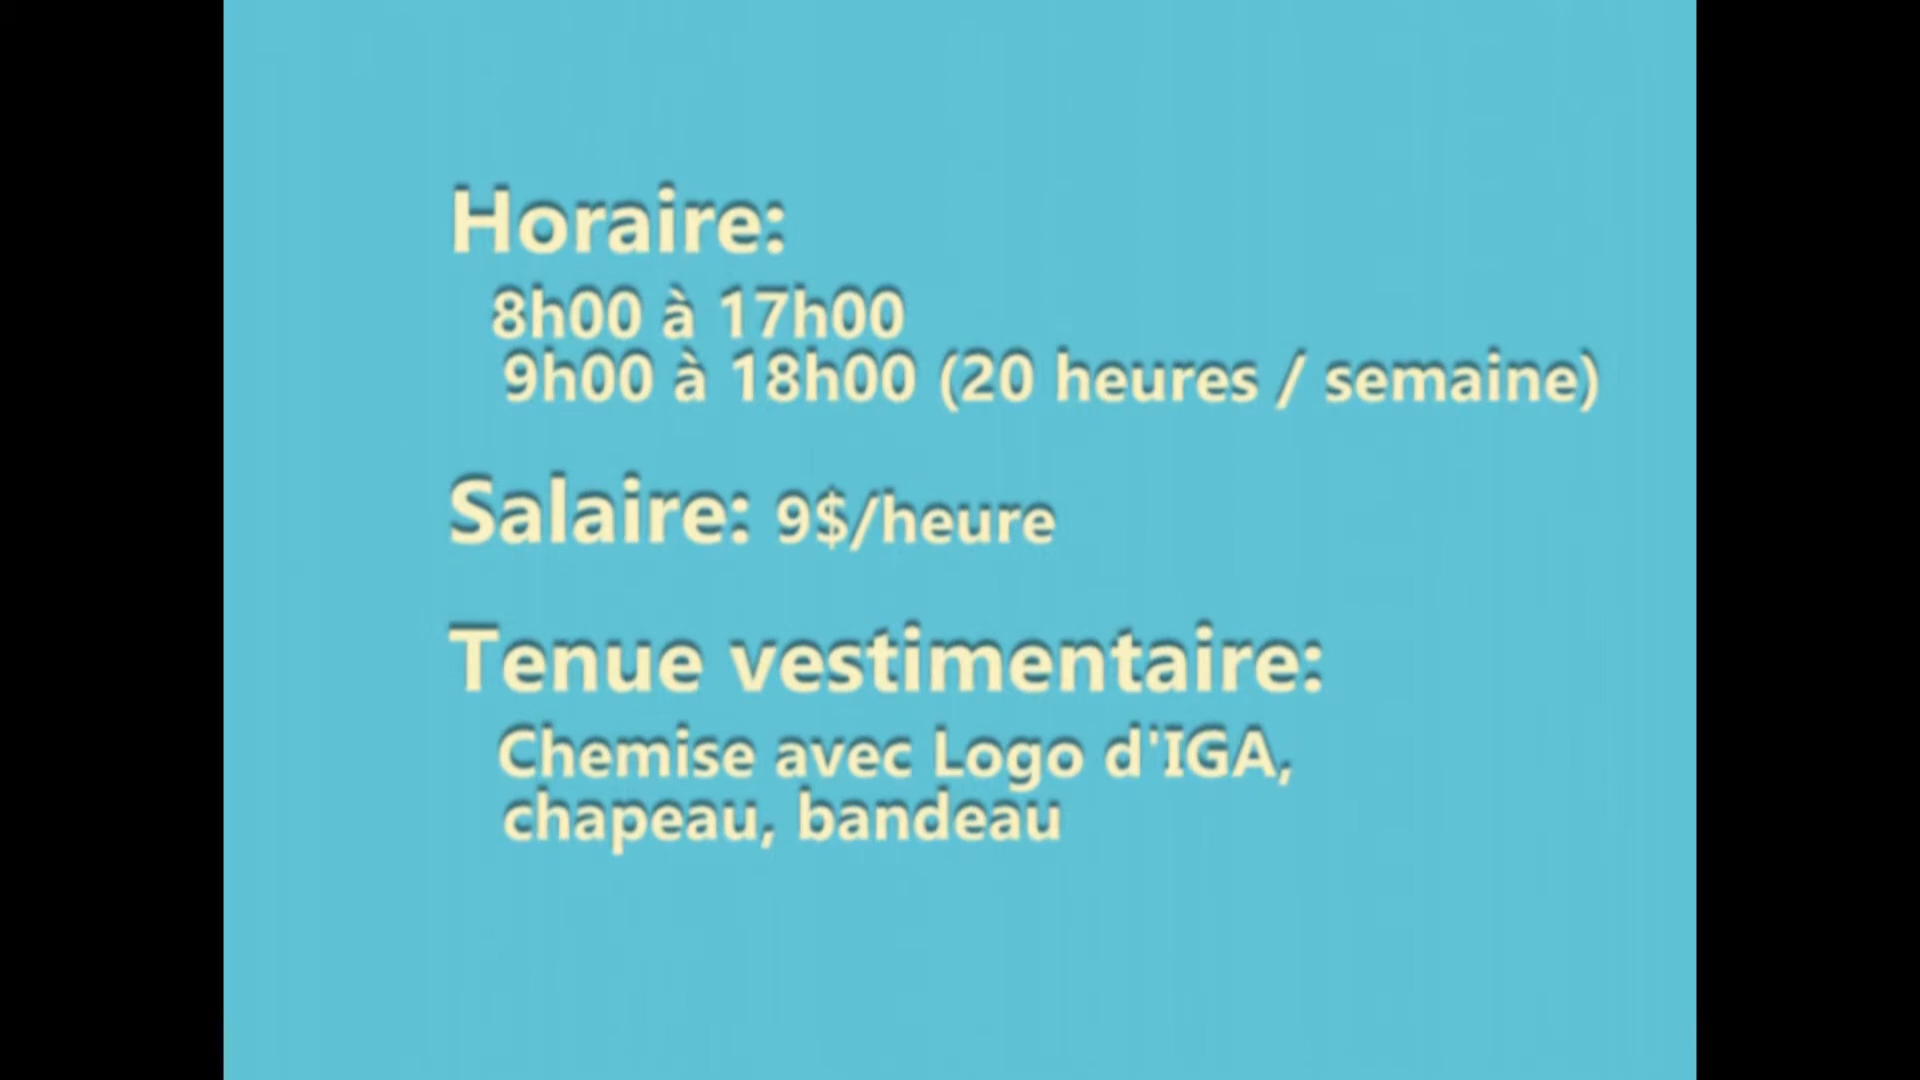 Horaire:
8h00 à 17h00
9h00 à 18h00 (20 heures / semaine)
Salaire: 9$/heure
Tenue vestimentaire:
Chemise avec Logo d'IGA,
chapeau, bandeau